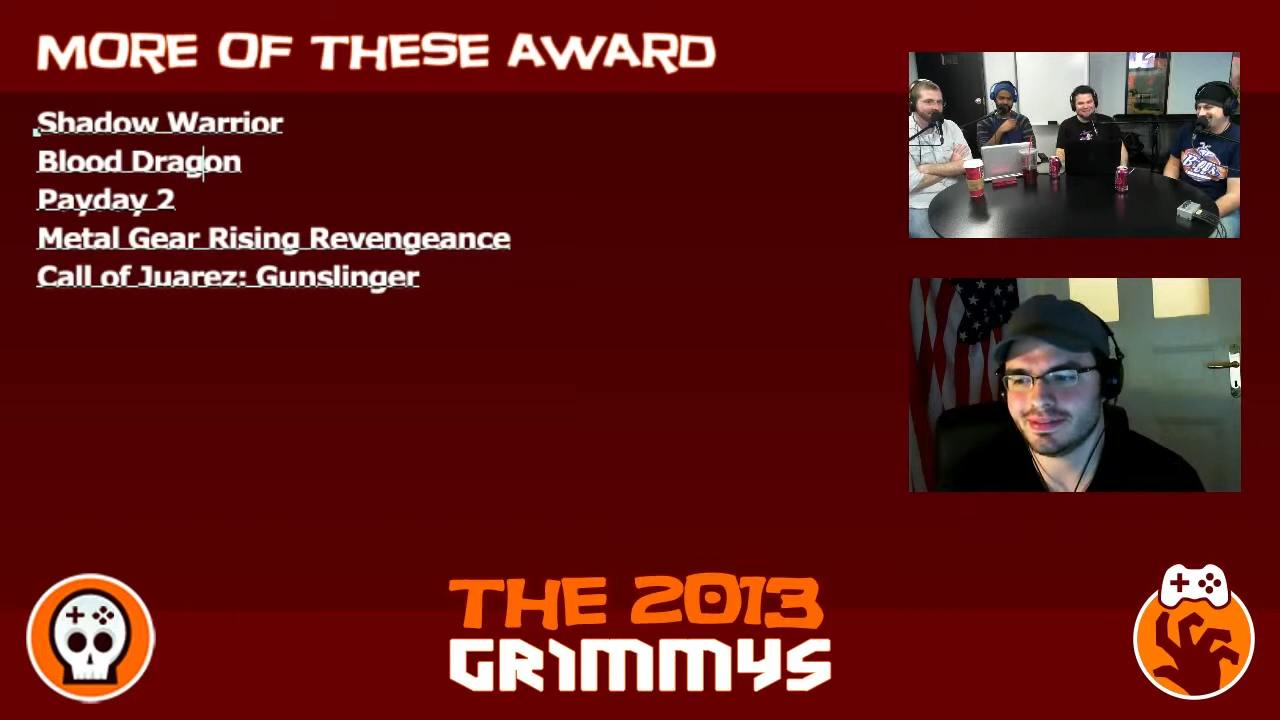 MORE OF THESE AWARD
Shadow Warrior
Blood Dragon
Payday 2
Metal Gear Rising Revengeance
Call of Juarez: Gunslinger
THE 2013
GR1MM4S